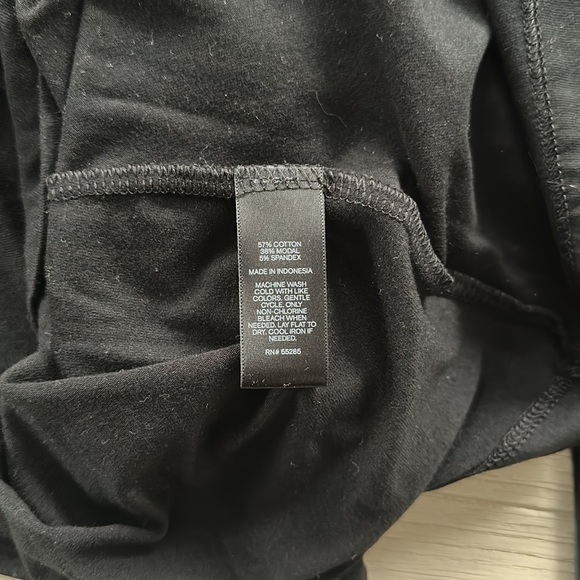 57% COTTON
38% MODAL
5% SPANDEX
MADE IN INDONESIA
MACHINE WASH
COLD WITH LIKE
COLORS. GENTLE
CYCLE. ONLY
NON-CHLORINE
BLEACH WHEN
NEEDED. LAY FLAT TO
DRY. COOL IRON IF
NEEDED.
RN# 55285